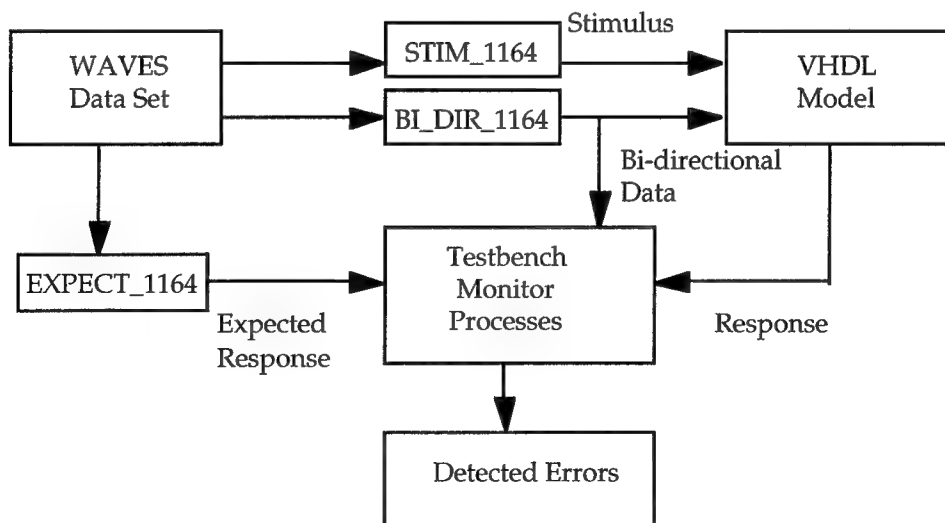 Stimulus
WAVES
Data Set
STIM_1164
VHDL
Model
BI_DIR_1164
Bi-directional
Data
EXPECT_1164
Testbench
Monitor
Processes
Expected
Response
Response
Detected Errors